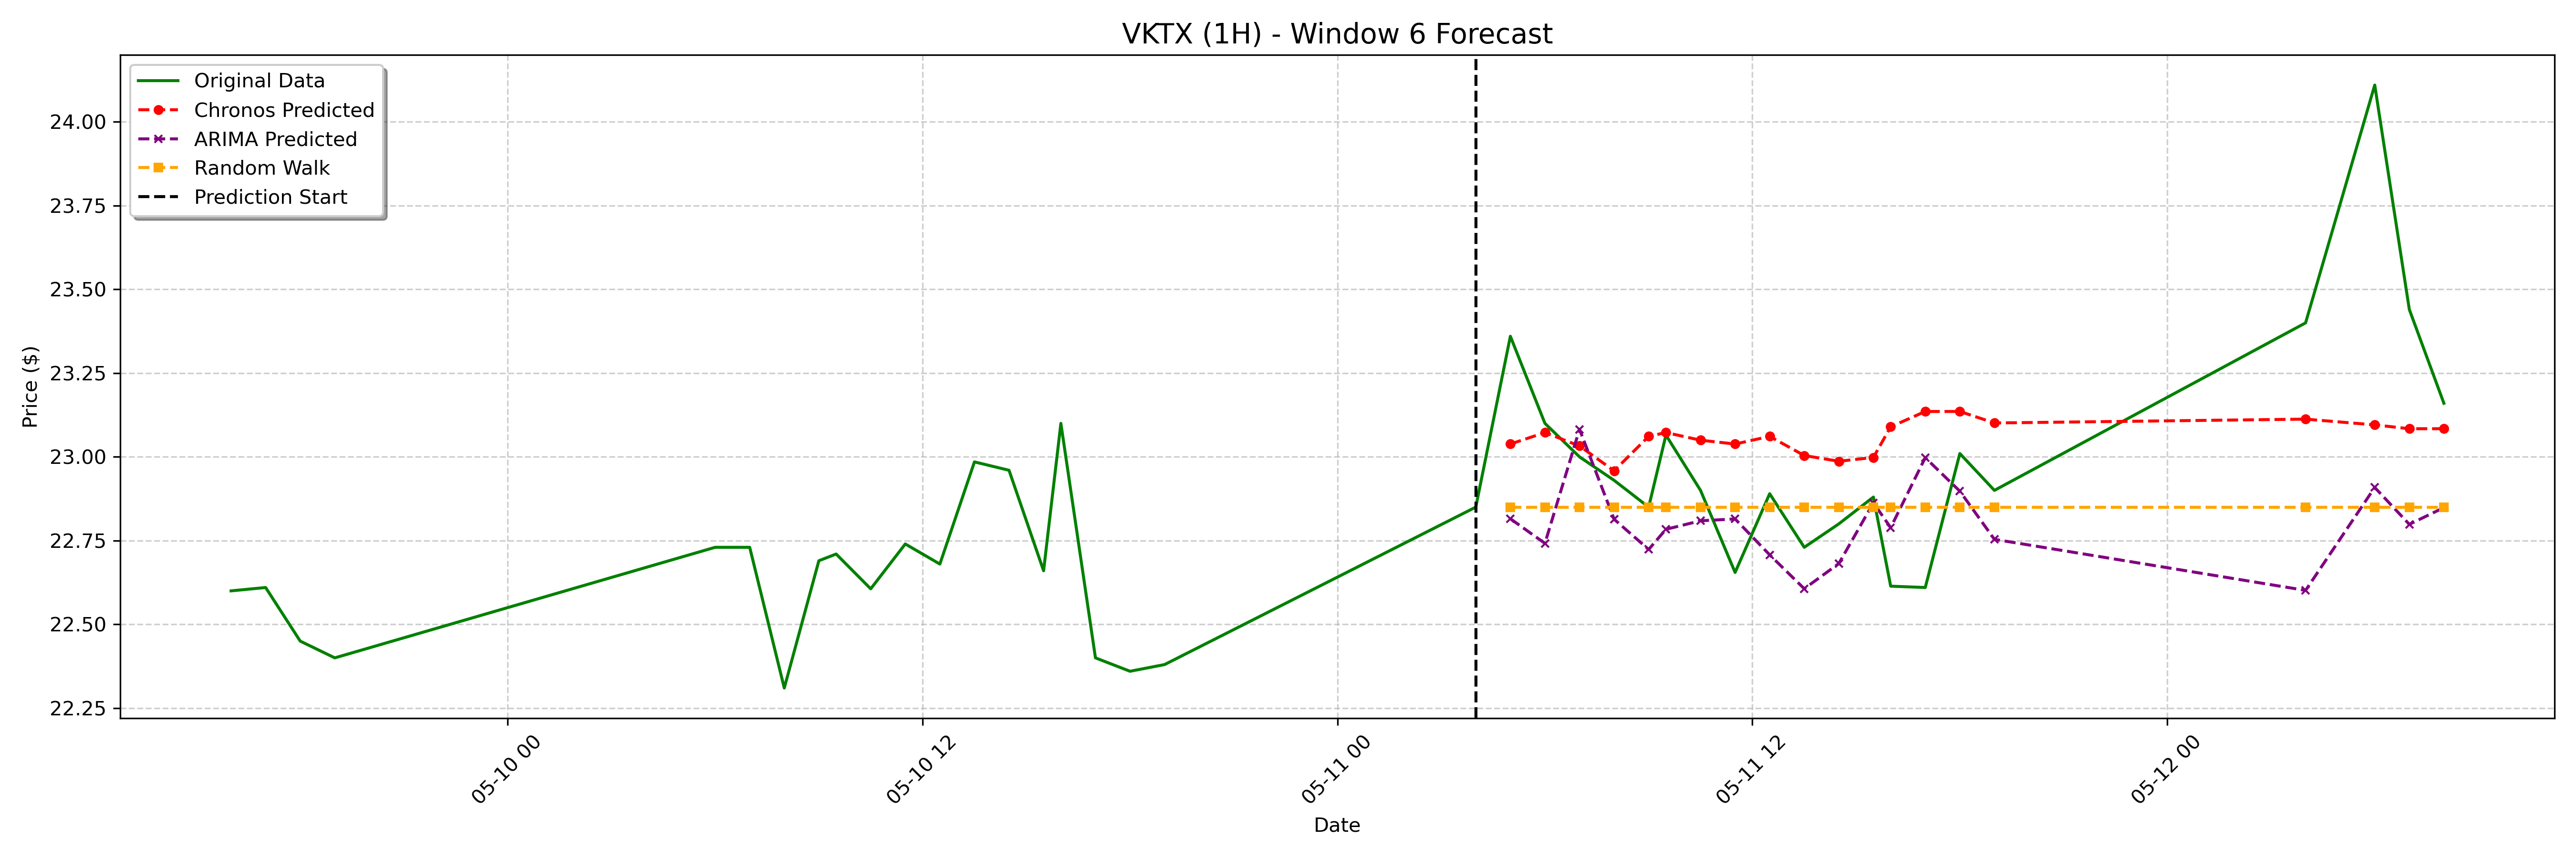 VKTX (1H) - Window 6 Forecast
Original Data
Chronos Predicted
ARIMA Predicted
Random Walk
Prediction Start
24.00
23.75
23.50
23.25
23.00
22.75
22.50
22.25
Price ($)
05-10 00
05-10 12
05-11 00
05-11 12
05-12 00
Date